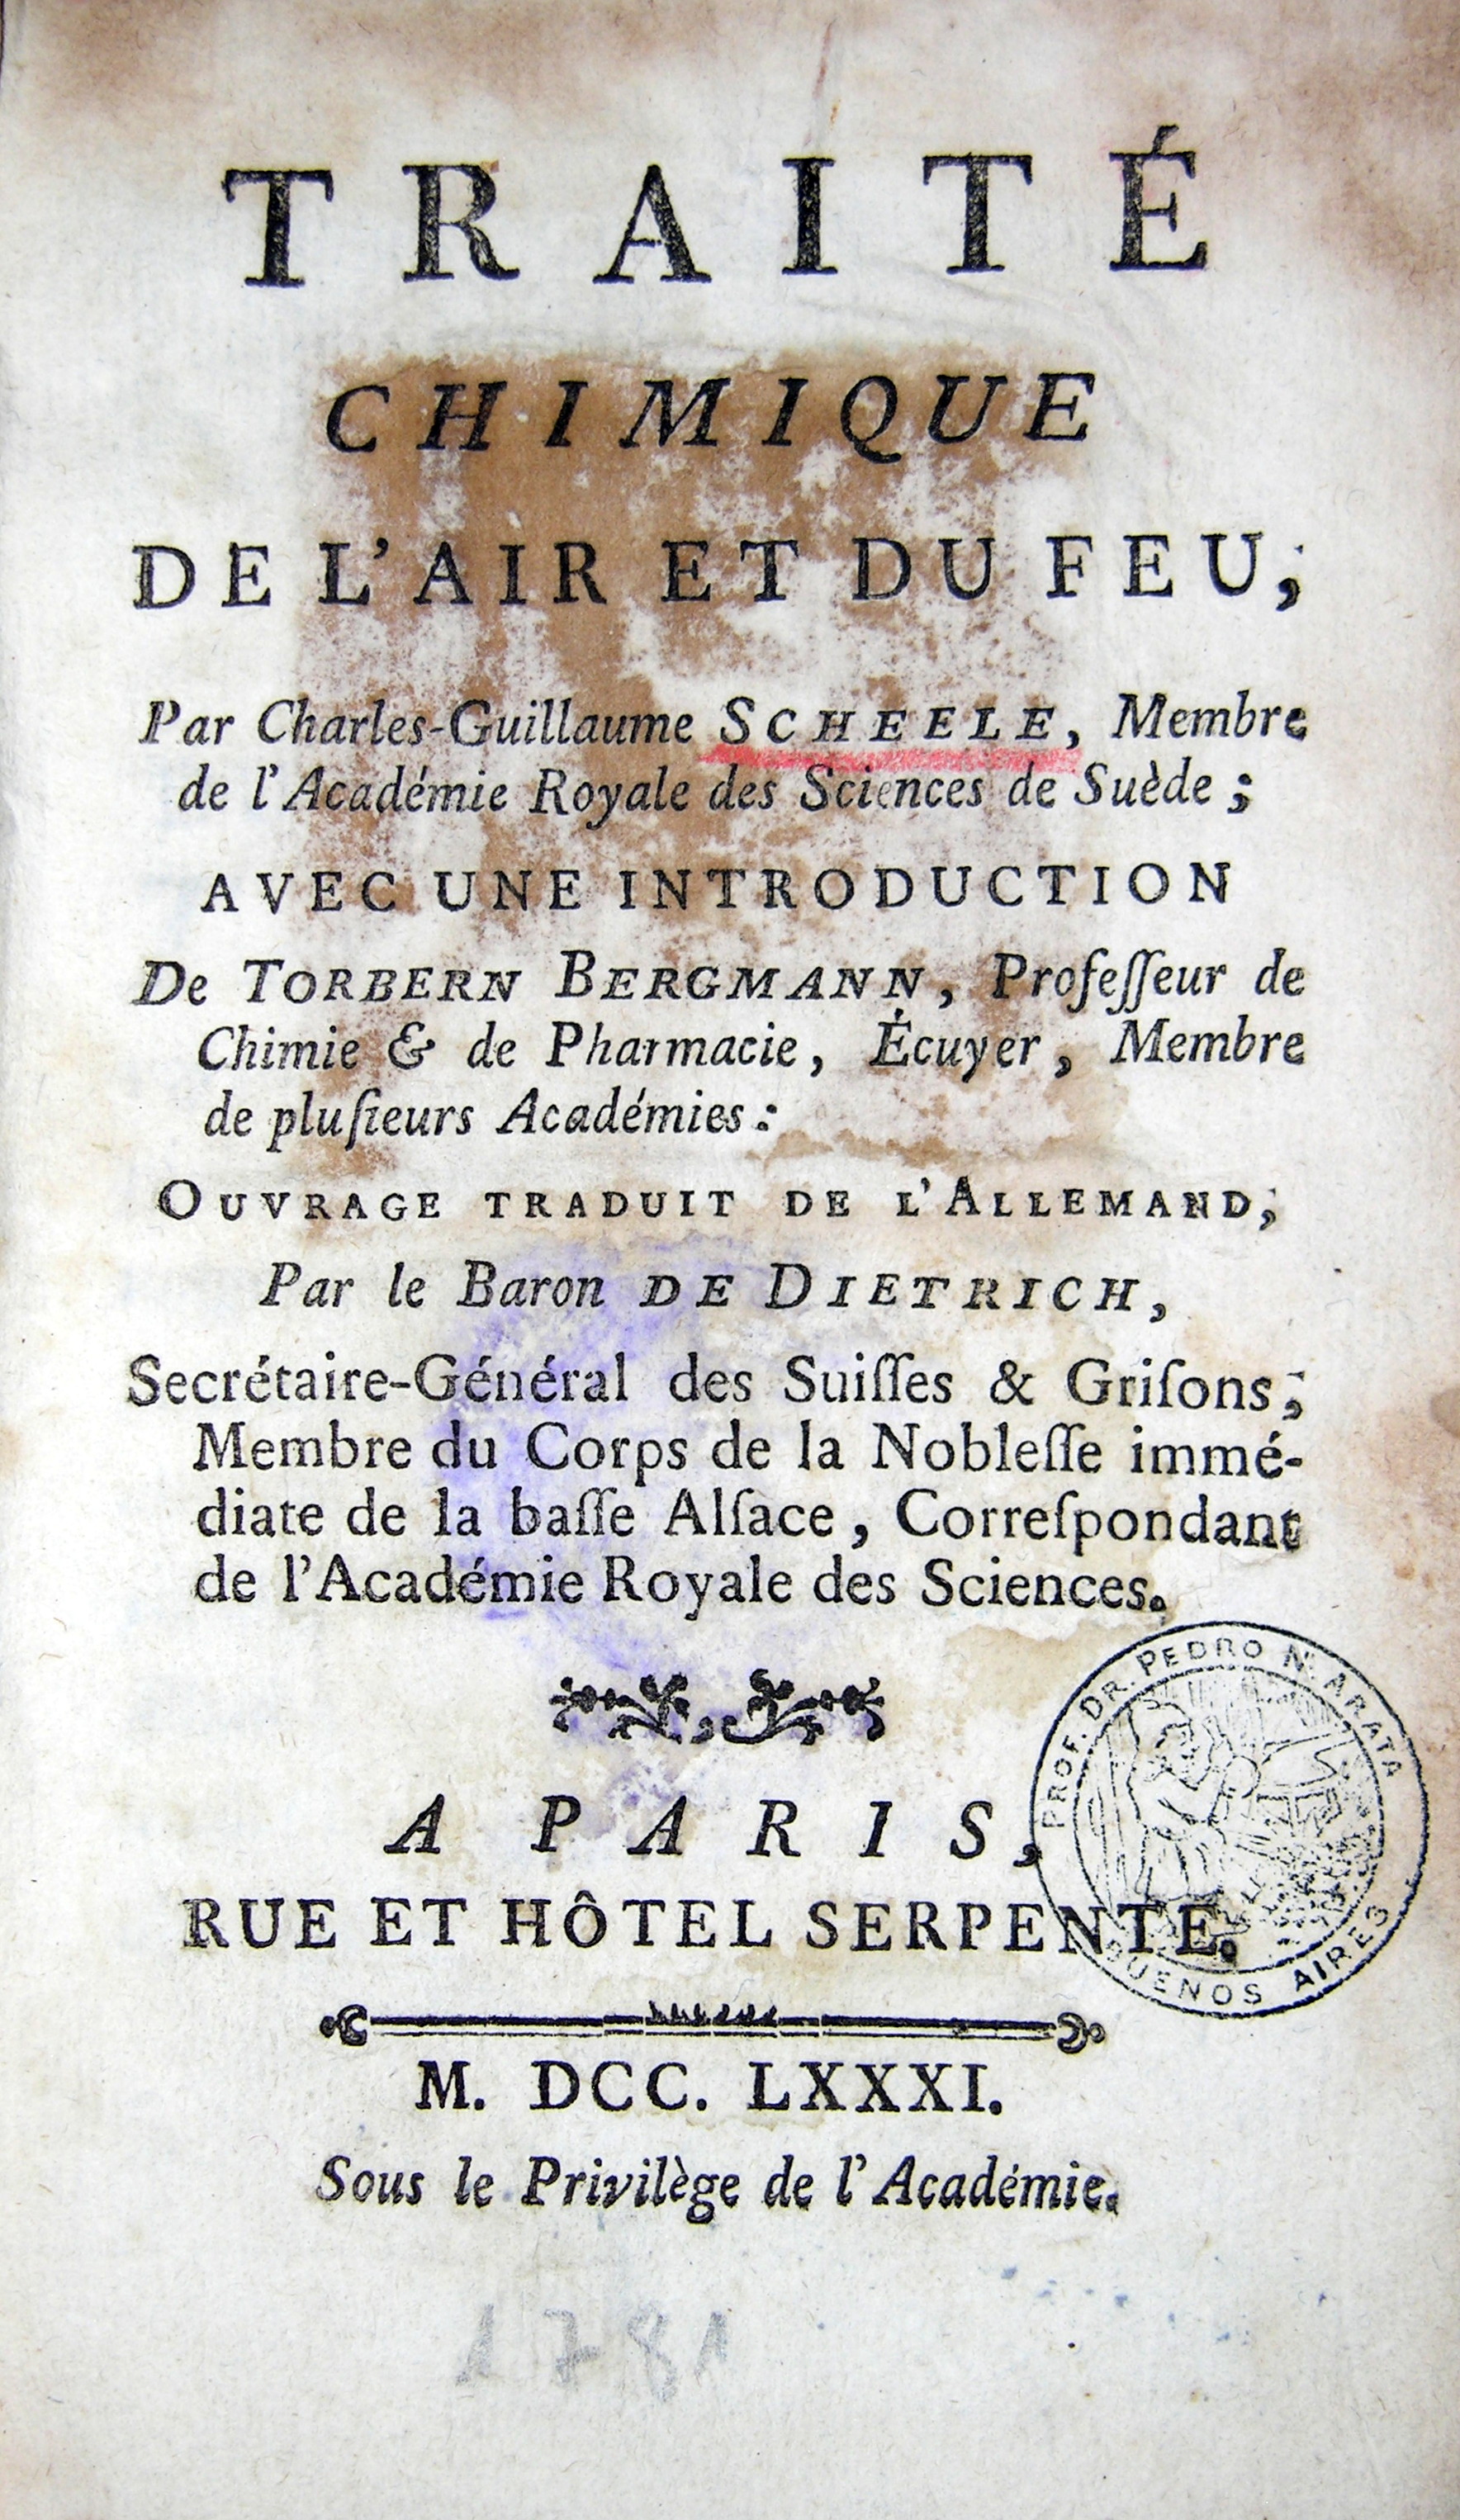 TRAITÉ
CHIMIQUE
DE L'AIR ET DU FEU;
Par Charles-Guillaume SCHEELE, Membre
de l'Académie Royale des Sciences de Suède;
AVEC UNE INTRODUCTION
De TORBERN BERGMANN, Profeſſeur de
Chimie & de Pharmacie, Écuyer, Membre
de pluſieurs Académies:
OUVRAGE TRADUIT DE L'ALLEMAND,
Par le Baron DE DIETRICH,
Secrétaire-Général des Suiſſes & Griſons,
Membre du Corps de la Nobleſſe immé-
diate de la baſſe Alſace, Correſpondant
de l'Académie Royale des Sciences.
PROF. DR. PEDRO N. ARATA
A PARIS,
RUE ET HÔTEL SERPENTE.
BUENOS AIRES
M. DCC. LXXXI.
Sous le Privilège de l'Académie.
1781